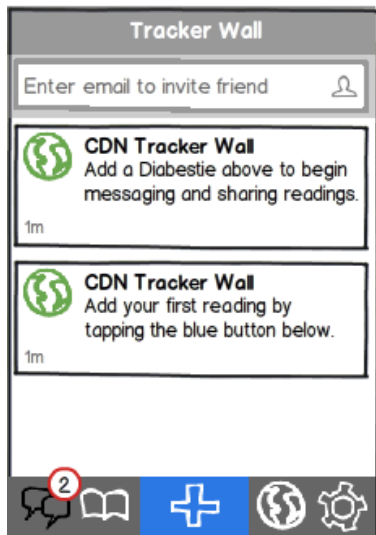 Tracker Wall
Enter email to invite friend
CDN Tracker Wall
Add a Diabestie above to begin
messaging and sharing readings.
1m
CDN Tracker Wall
Add your first reading by
tapping the blue button below.
1m
2